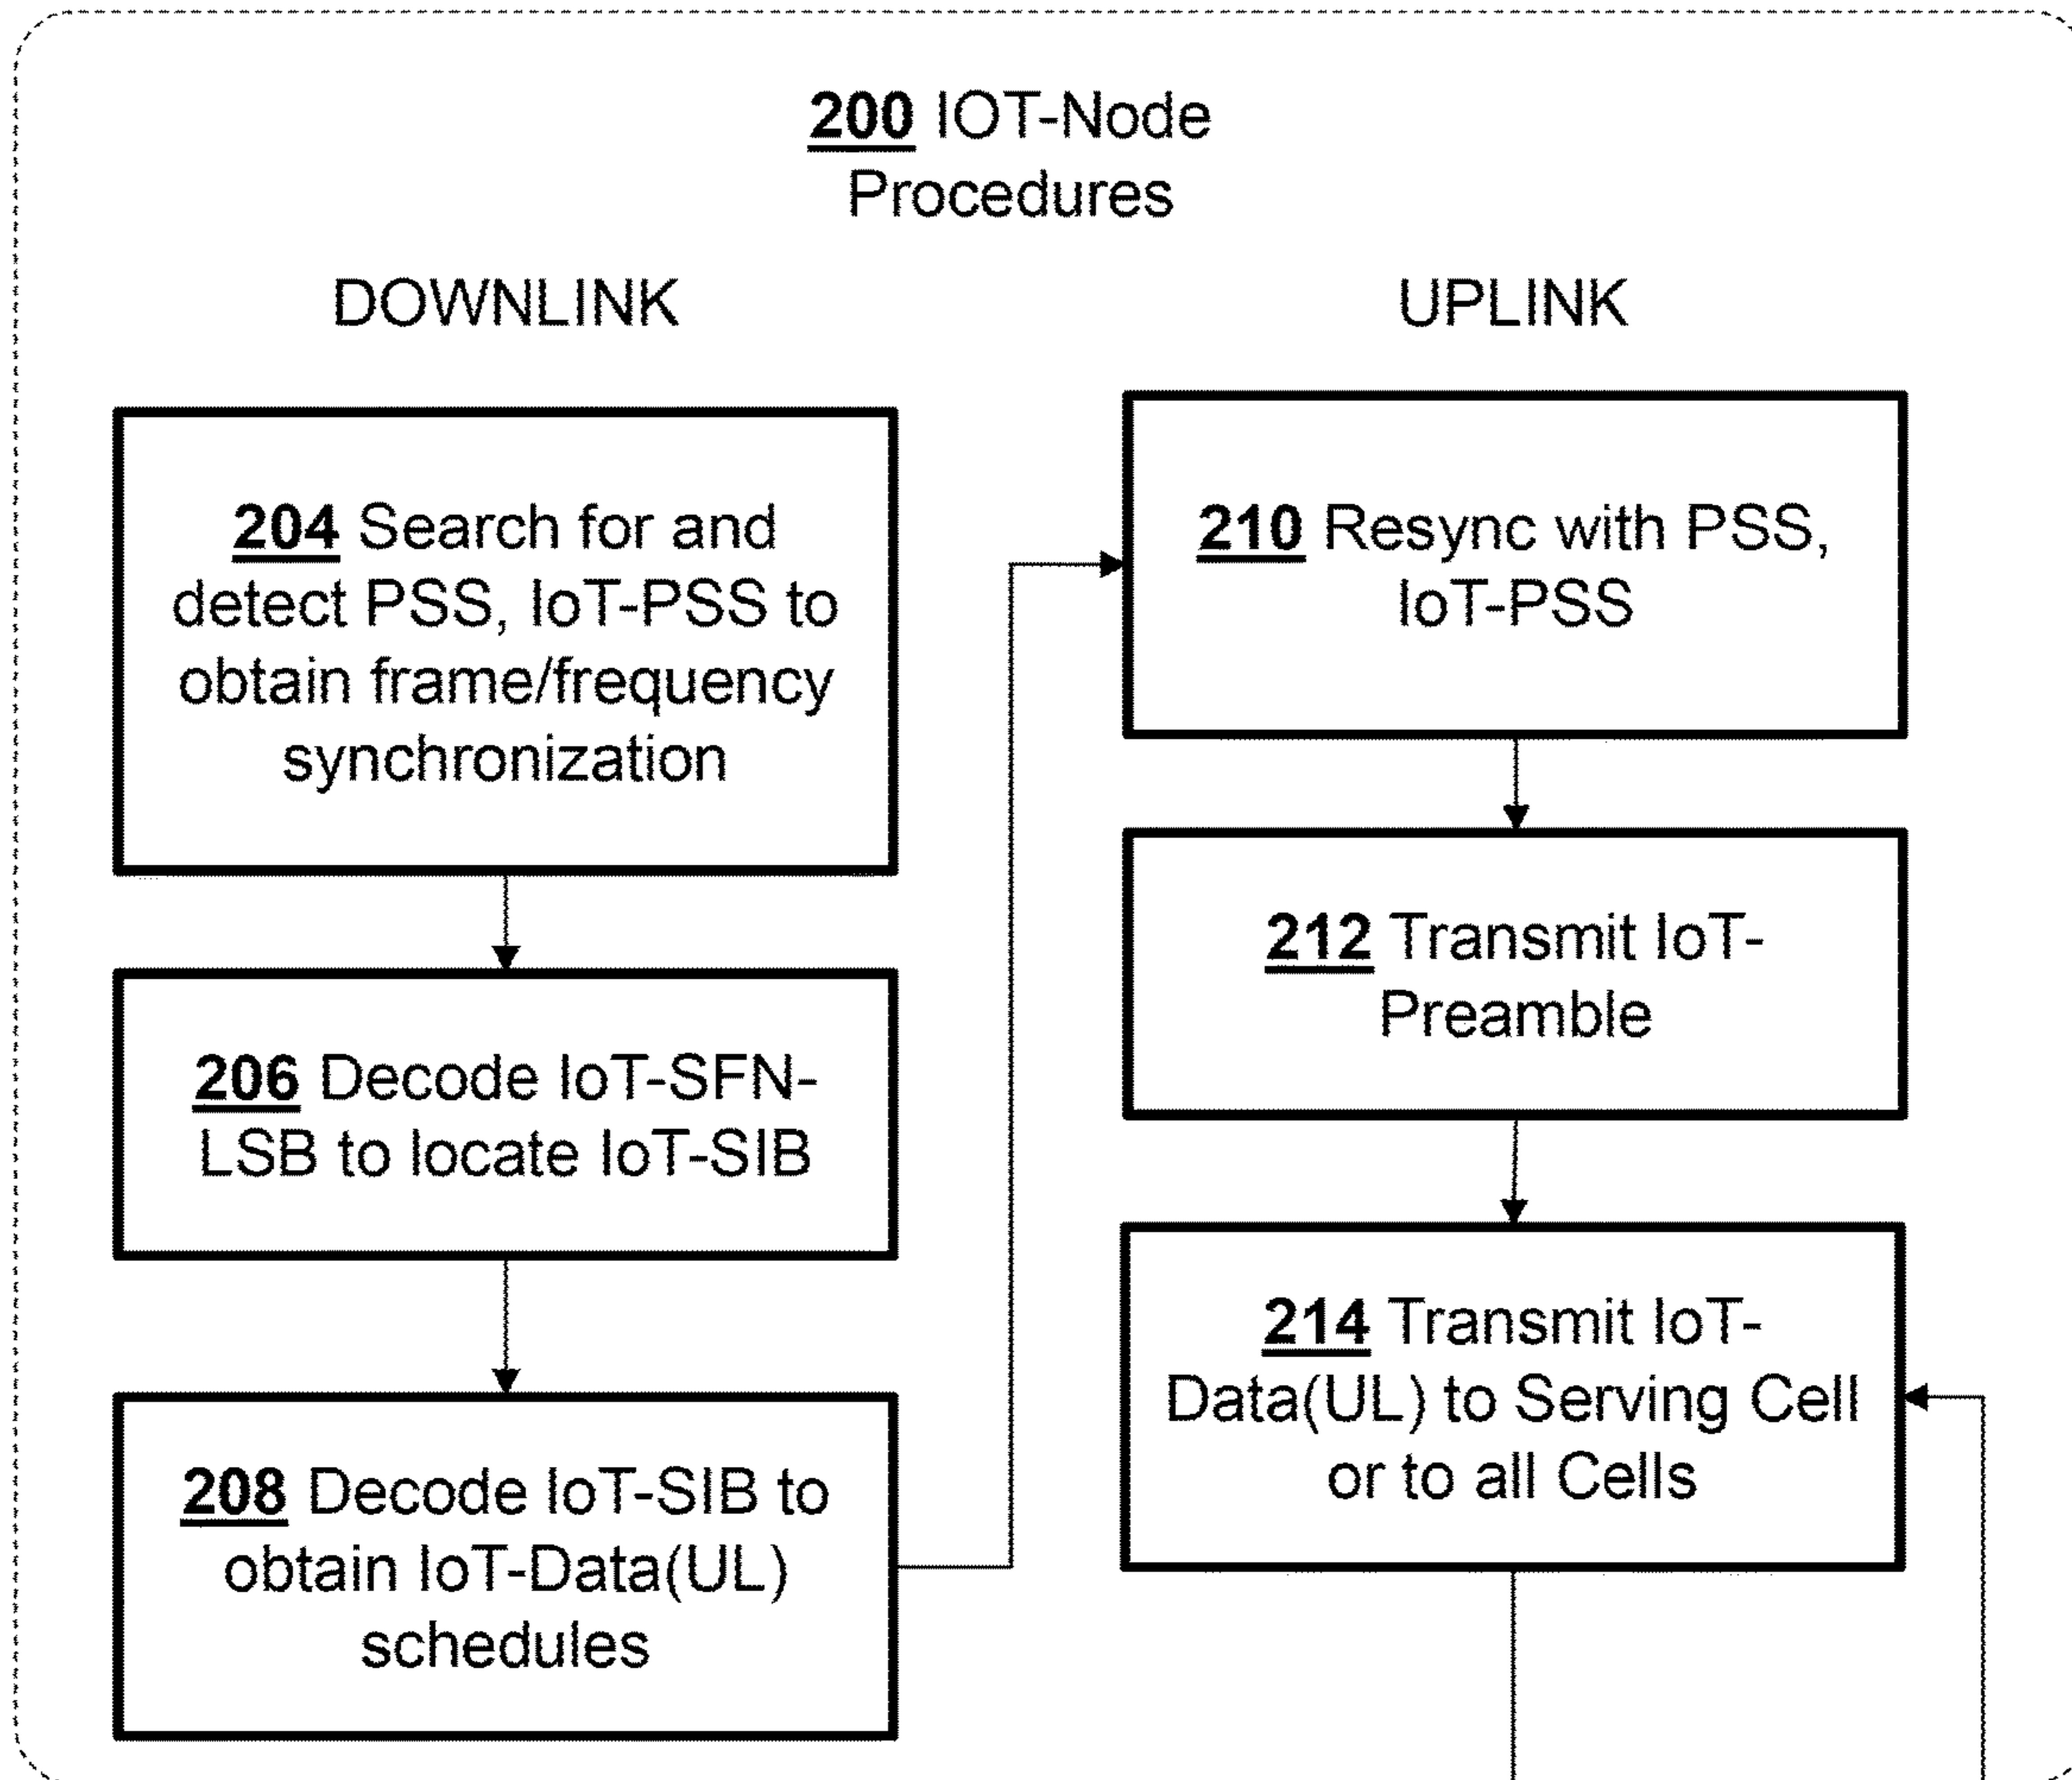 200 IOT-Node
Procedures
DOWNLINK
204 Search for and
detect PSS, IoT-PSS to
obtain frame/frequency
synchronization
206 Decode IoT-SFN-
LSB to locate IoT-SIB
208 Decode IoT-SIB to
obtain IoT-Data(UL)
schedules
UPLINK
210 Resync with PSS,
IoT-PSS
212 Transmit IoT-
Preamble
214 Transmit IoT-
Data(UL) to Serving Cell
or to all Cells